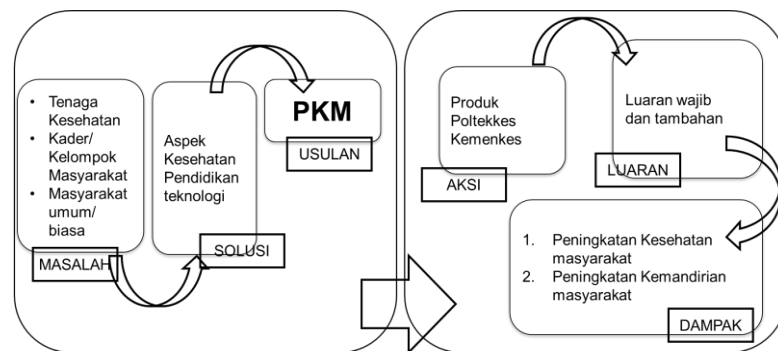 • Tenaga
Kesehatan
• Kader/
Kelompok
Masyarakat
• Masyarakat
umum/
biasa
MASALAH
Aspek
Kesehatan
Pendidikan
teknologi
SOLUSI
PKM
USULAN
Produk
Poltekkes
Kemenkes
AKSI
Luaran wajib
dan tambahan
LUARAN
1. Peningkatan Kesehatan
masyarakat
2. Peningkatan Kemandirian
masyarakat
DAMPAK